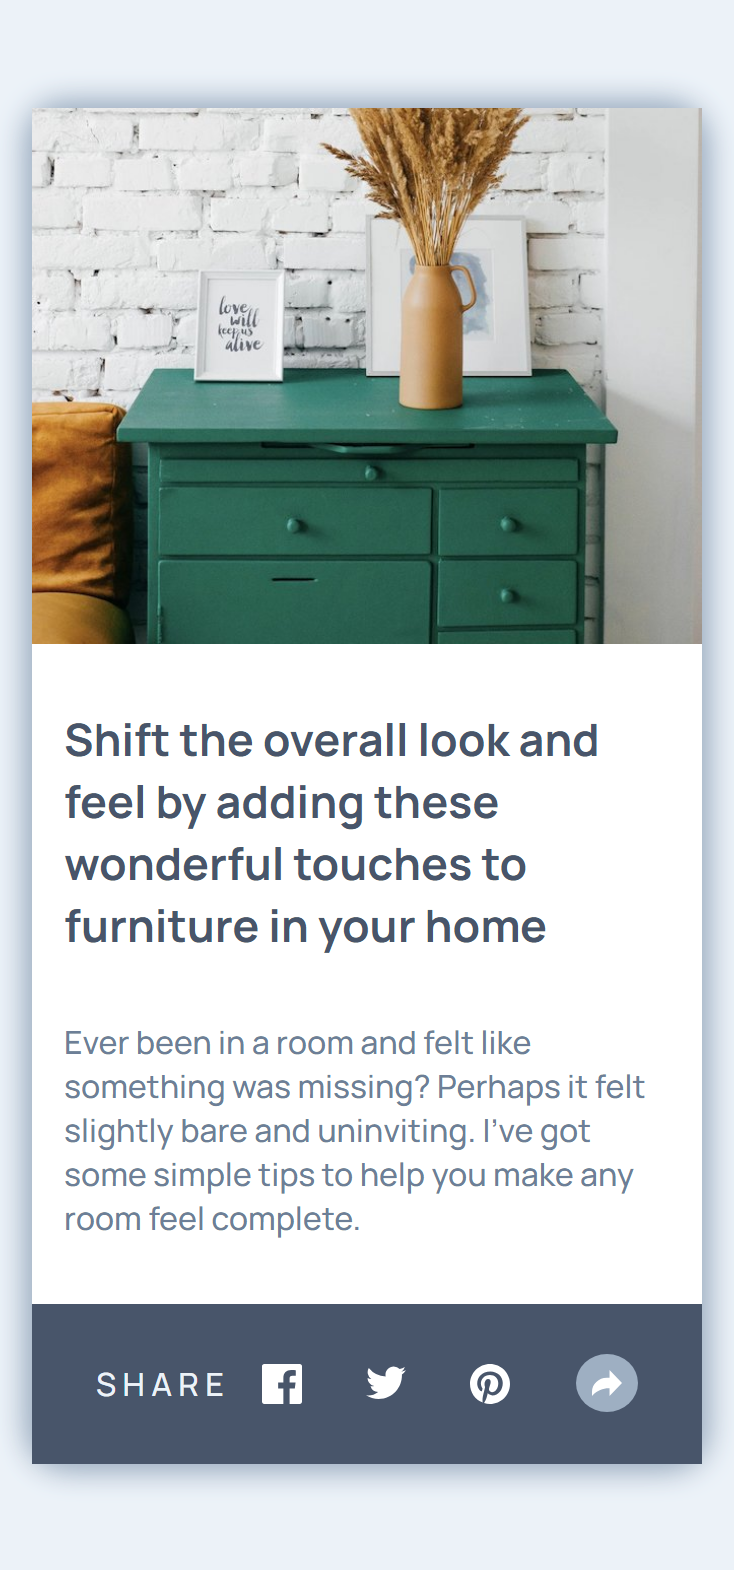 love
will
keep us
alive
Shift the overall look and
feel by adding these
wonderful touches to
furniture in your home
Ever been in a room and felt like
something was missing? Perhaps it felt
slightly bare and uninviting. I’ve got
some simple tips to help you make any
room feel complete.
SHARE